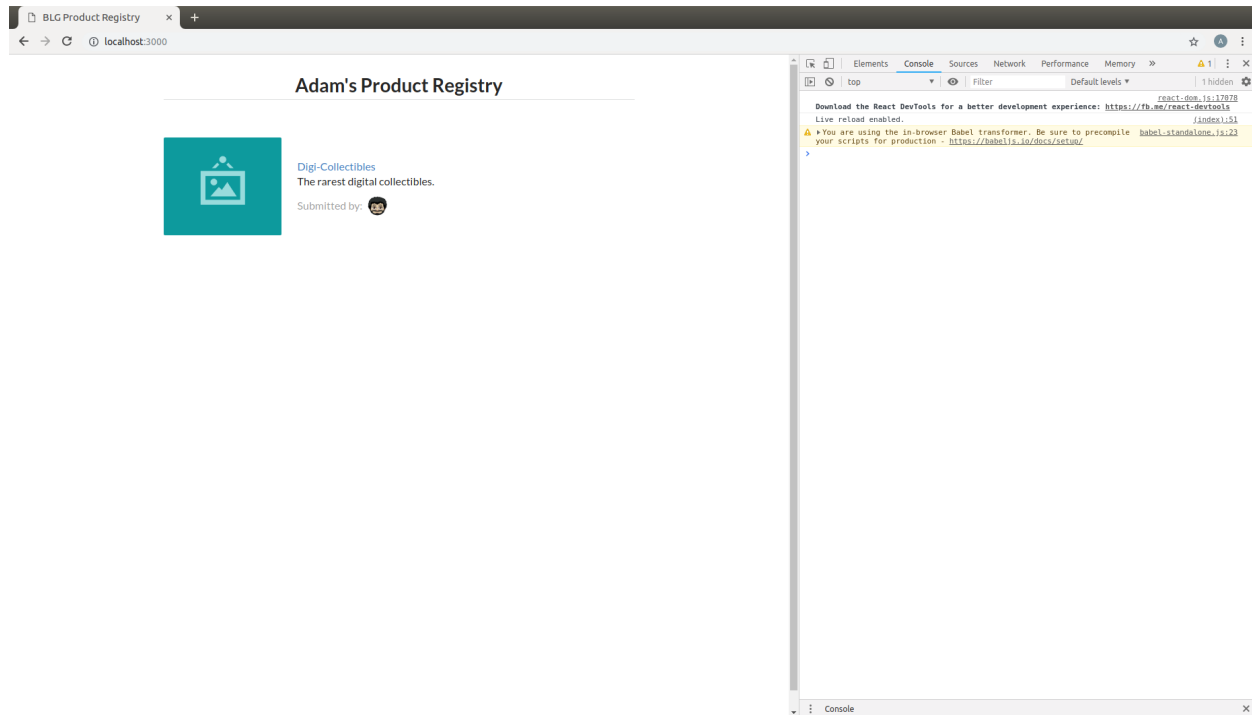 BLG Product Registry × +
localhost:3000
A
Adam's Product Registry
Digi-Collectibles
The rarest digital collectibles.
Submitted by:
Elements Console Sources Network Performance Memory » 1
top Filter Default levels ▼ 1 hidden
react-dom.js:17078
Download the React DevTools for a better development experience: https://fb.me/react-devtools
Live reload enabled. (index):51
You are using the in-browser Babel transformer. Be sure to precompile babel-standalone.js:23
your scripts for production - https://babeljs.io/docs/setup/
Console